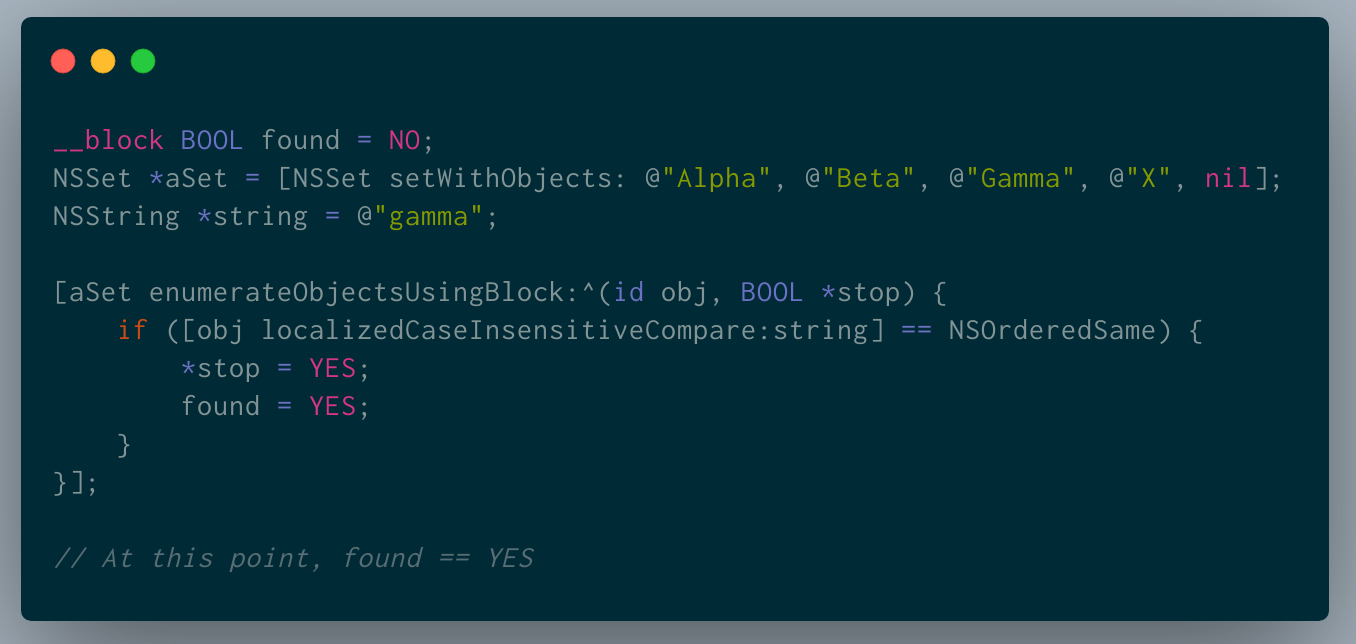 __block BOOL found = NO;
NSSet *aSet = [NSSet setWithObjects: @"Alpha", @"Beta", @"Gamma", @"X", nil];
NSString *string = @"gamma";

[aSet enumerateObjectsUsingBlock:^(id obj, BOOL *stop) {
    if ([obj localizedCaseInsensitiveCompare:string] == NSOrderedSame) {
        *stop = YES;
        found = YES;
    }
}];

// At this point, found == YES